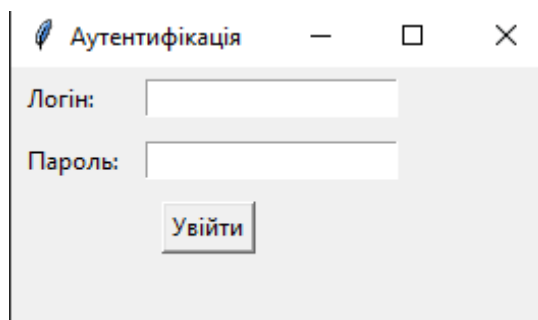 Аутентифікація
Логін:
Пароль:
Увійти